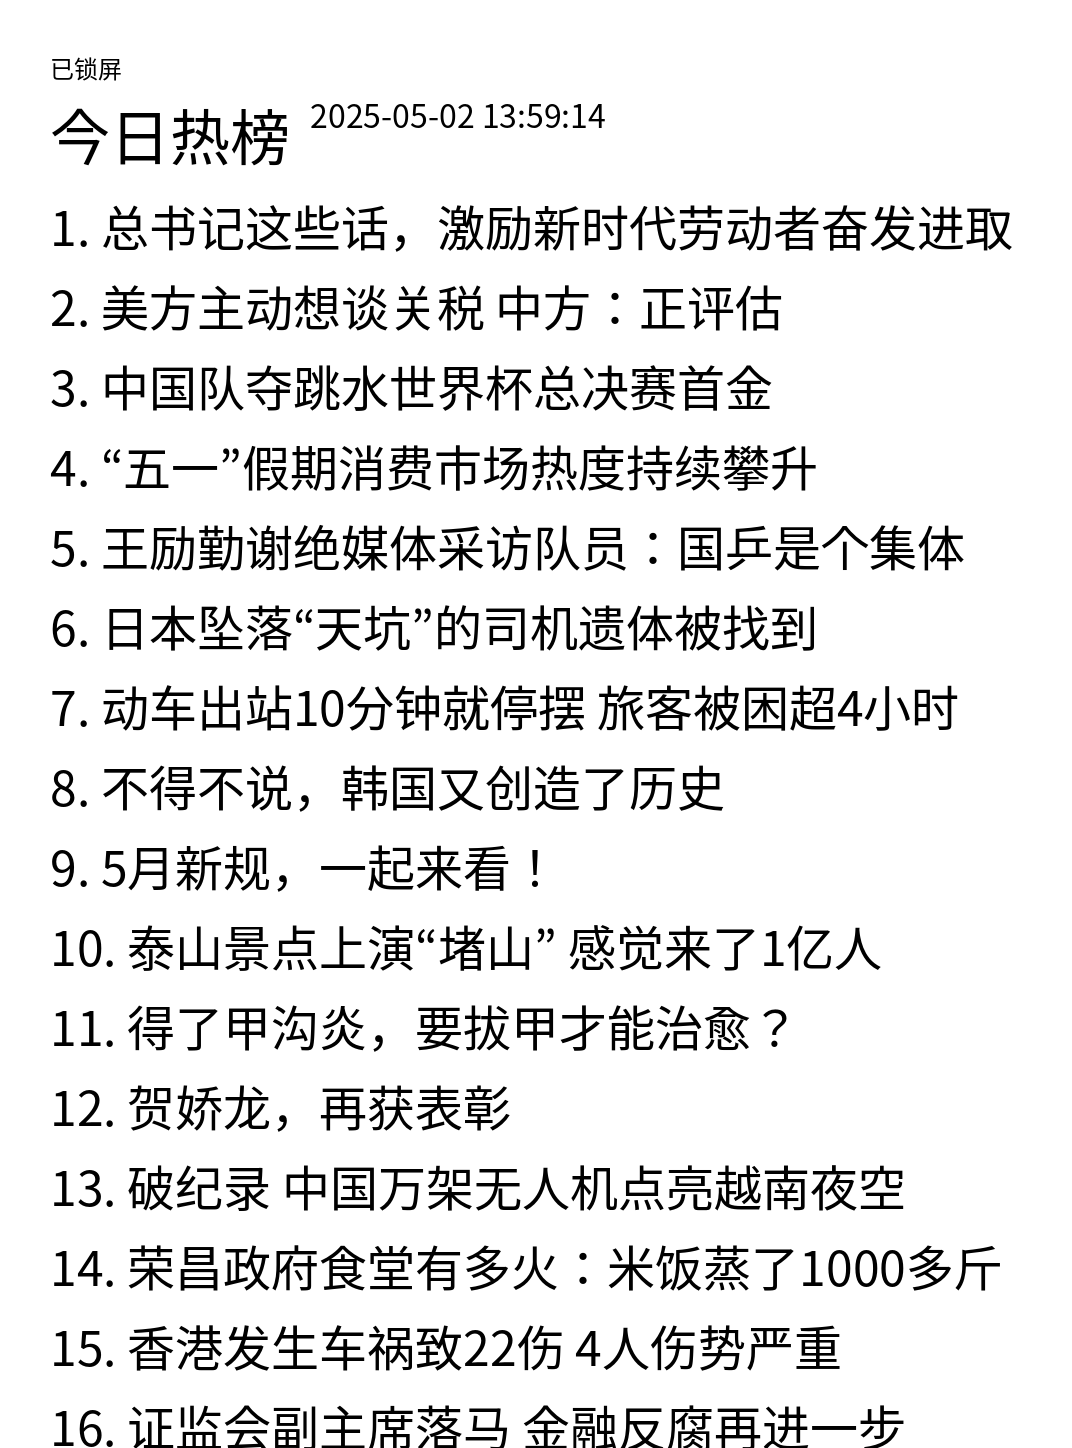 已锁屏
今日热榜 2025-05-02 13:59:14
1. 总书记这些话，激励新时代劳动者奋发进取
2. 美方主动想谈关税 中方：正评估
3. 中国队夺跳水世界杯总决赛首金
4. “五一”假期消费市场热度持续攀升
5. 王励勤谢绝媒体采访队员：国乒是个集体
6. 日本坠落“天坑”的司机遗体被找到
7. 动车出站10分钟就停摆 旅客被困超4小时
8. 不得不说，韩国又创造了历史
9. 5月新规，一起来看！
10. 泰山景点上演“堵山” 感觉来了1亿人
11. 得了甲沟炎，要拔甲才能治愈？
12. 贺娇龙，再获表彰
13. 破纪录 中国万架无人机点亮越南夜空
14. 荣昌政府食堂有多火：米饭蒸了1000多斤
15. 香港发生车祸致22伤 4人伤势严重
16. 证监会副主席落马 金融反腐再进一步